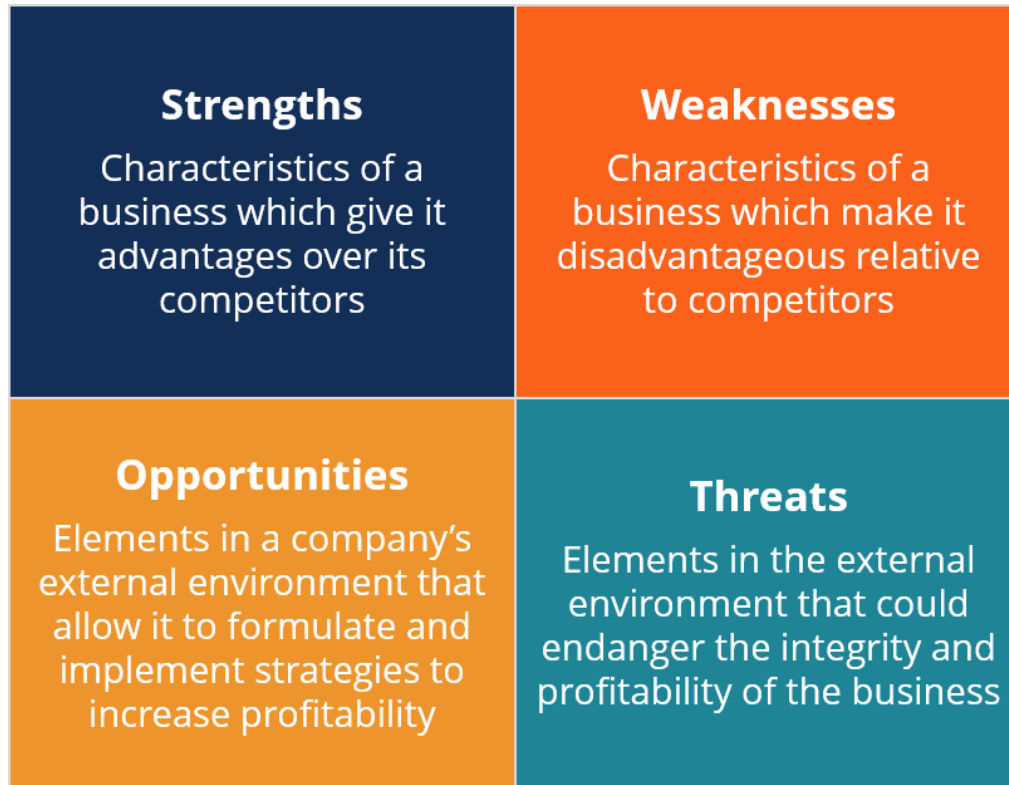 Strengths
Characteristics of a
business which give it
advantages over its
competitors
Weaknesses
Characteristics of a
business which make it
disadvantageous relative
to competitors
Opportunities
Elements in a company’s
external environment that
allow it to formulate and
implement strategies to
increase profitability
Threats
Elements in the external
environment that could
endanger the integrity and
profitability of the business